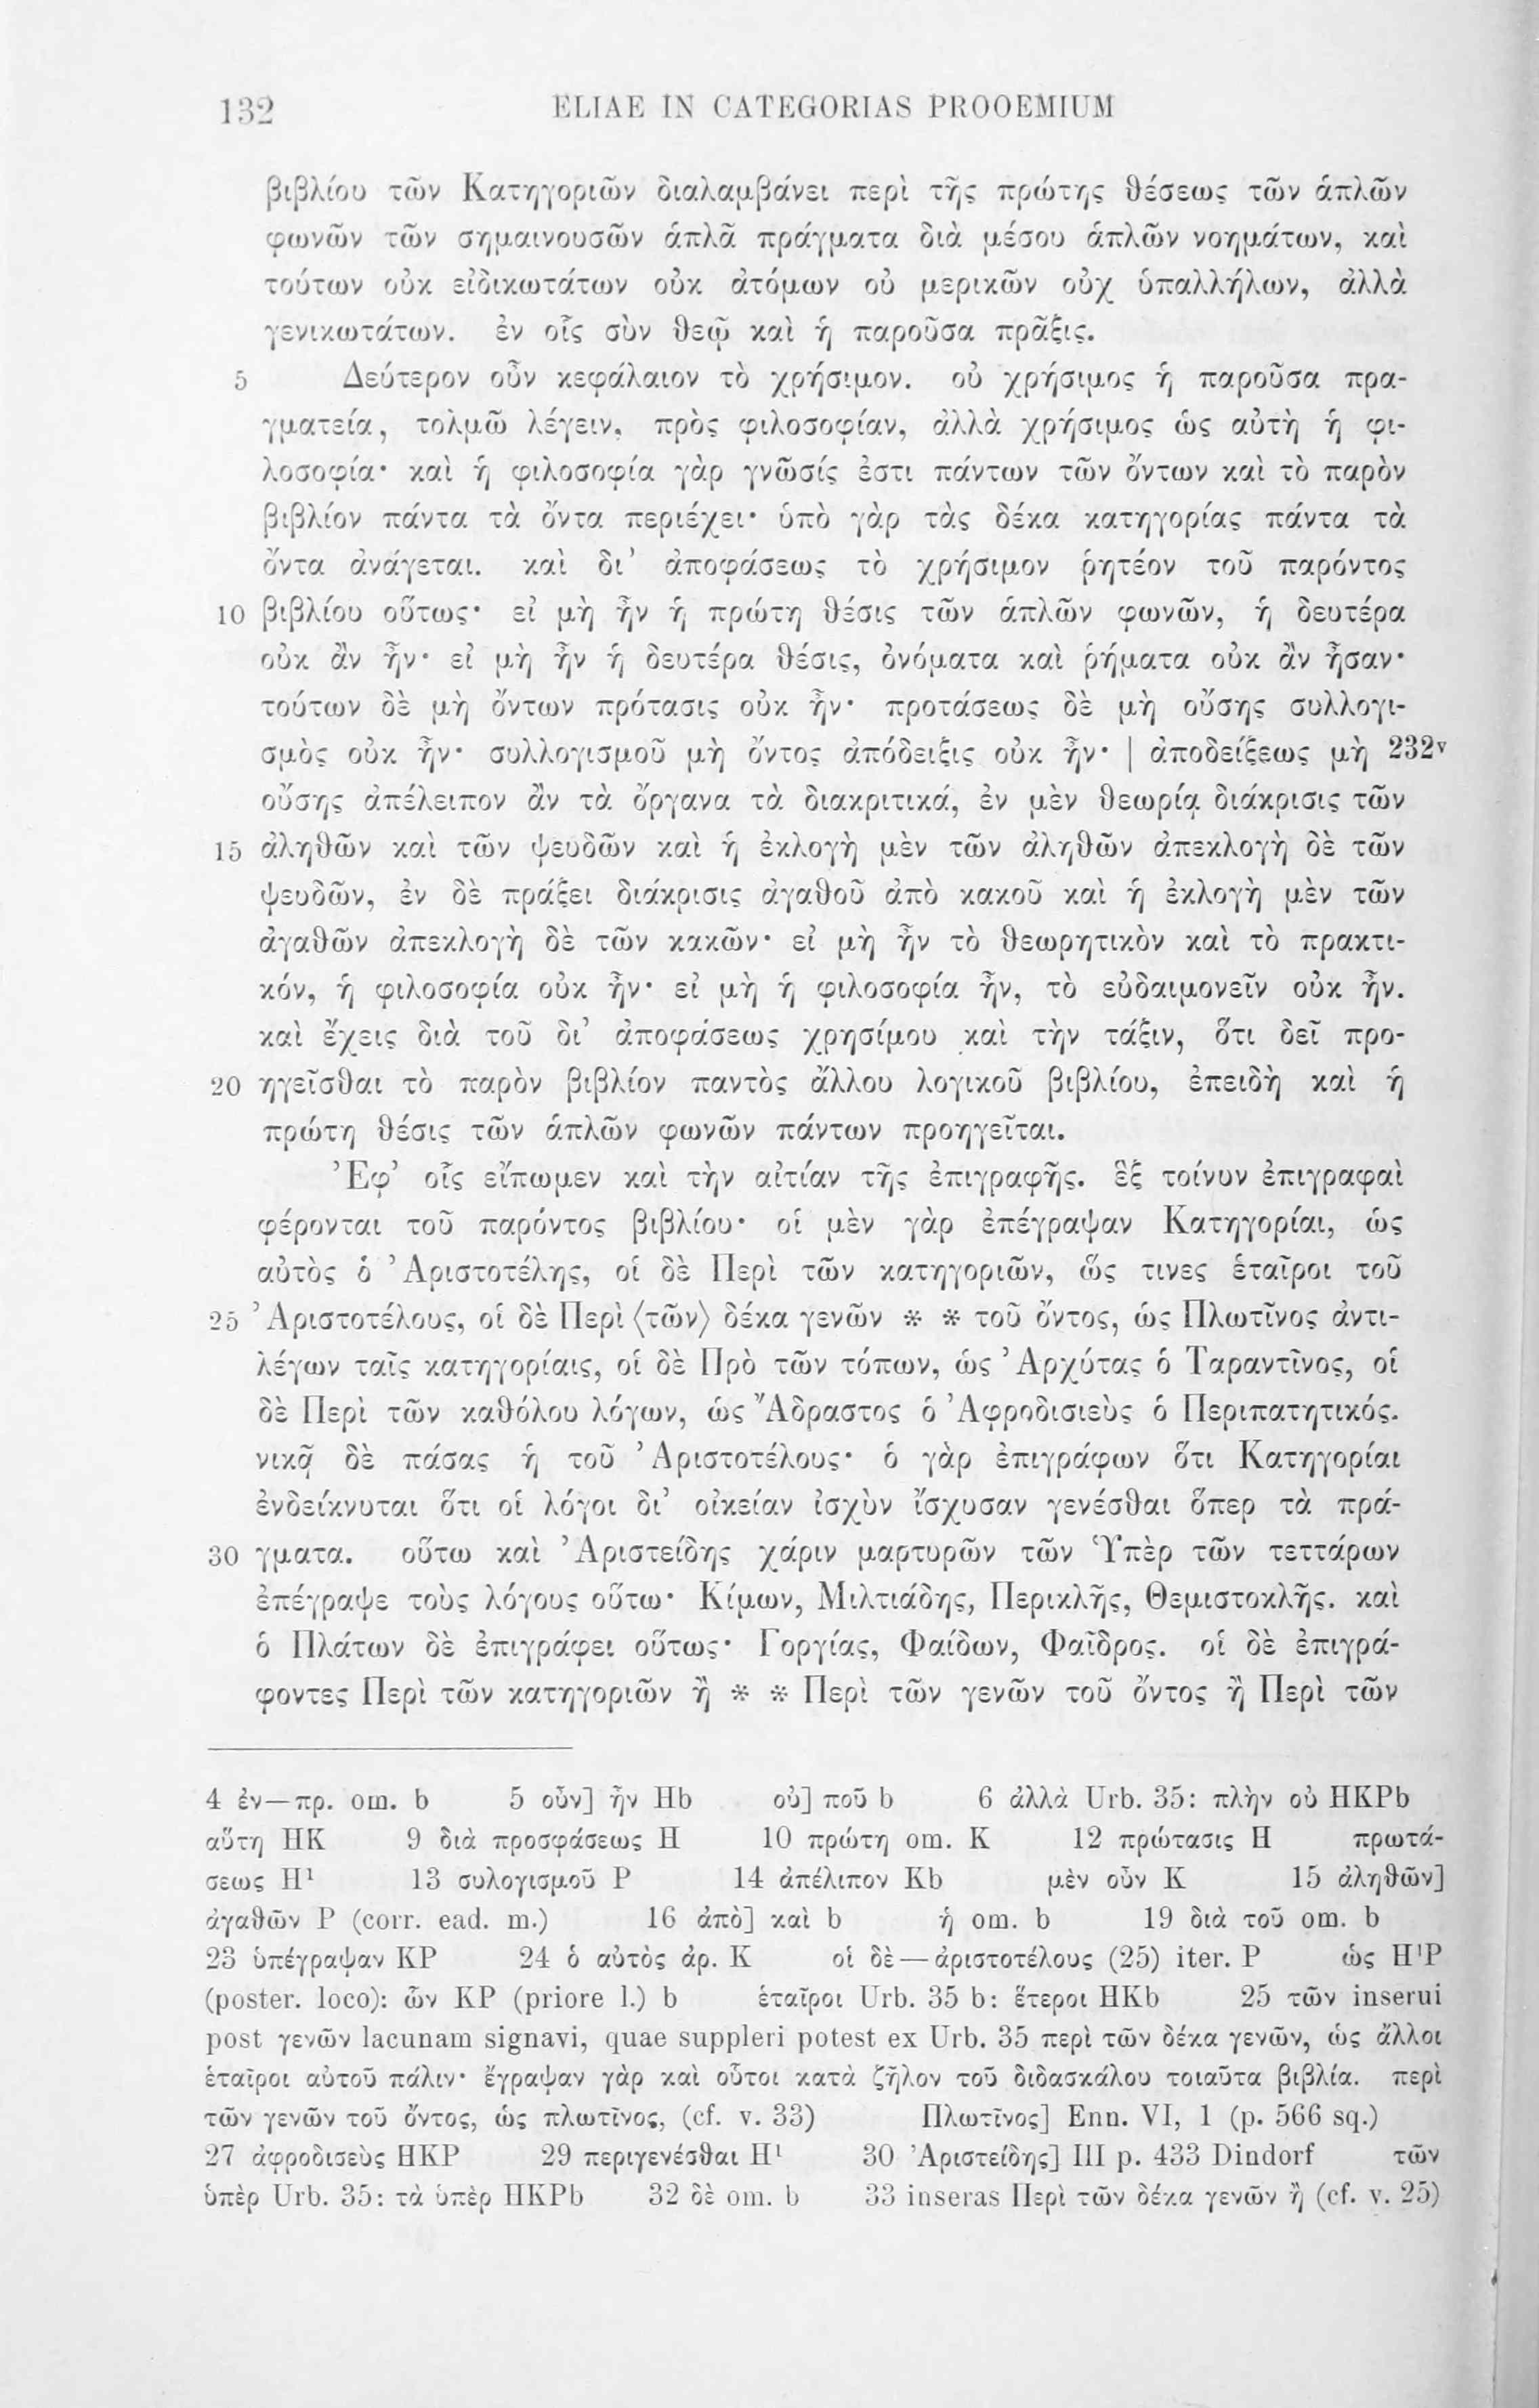 132 ELIAE IN CATEGORIAS PROOEMIUM
βιβλίου τῶν Κατηγοριῶν διαλαμβάνει περὶ τῆς πρώτης θέσεως τῶν ἁπλῶν
φωνῶν τῶν σημαινουσῶν ἁπλᾶ πράγματα διὰ μέσου ἁπλῶν νοημάτων, καὶ
τούτων οὐκ εἰδικωτάτων οὐκ ἀτόμων οὐ μερικῶν οὐχ ὑπαλλήλων, ἀλλὰ
γενικωτάτων. ἐν οἷς σὺν θεῷ καὶ ἡ παροῦσα πρᾶξις.
5 Δεύτερον οὖν κεφάλαιον τὸ χρήσιμον. οὐ χρήσιμος ἡ παροῦσα πρα-
γματεία, τολμῶ λέγειν, πρὸς φιλοσοφίαν, ἀλλὰ χρήσιμος ὡς αὐτὴ ἡ φι-
λοσοφία· καὶ ἡ φιλοσοφία γὰρ γνῶσίς ἐστι πάντων τῶν ὄντων καὶ τὸ παρὸν
βιβλίον πάντα τὰ ὄντα περιέχει· ὑπὸ γὰρ τὰς δέκα κατηγορίας πάντα τὰ
ὄντα ἀνάγεται. καὶ δι’ ἀποφάσεως τὸ χρήσιμον ῥητέον τοῦ παρόντος
10 βιβλίου οὕτως· εἰ μὴ ἦν ἡ πρώτη θέσις τῶν ἁπλῶν φωνῶν, ἡ δευτέρα
οὐκ ἂν ἦν· εἰ μὴ ἦν ἡ δευτέρα θέσις, ὀνόματα καὶ ῥήματα οὐκ ἂν ἦσαν·
τούτων δὲ μὴ ὄντων πρότασις οὐκ ἦν· προτάσεως δὲ μὴ οὔσης συλλογι-
σμὸς οὐκ ἦν· συλλογισμοῦ μὴ ὄντος ἀπόδειξις οὐκ ἦν· | ἀποδείξεως μὴ 232v
οὔσης ἀπέλειπον ἂν τὰ ὄργανα τὰ διακριτικά, ἐν μὲν θεωρίᾳ διάκρισις τῶν
15 ἀληθῶν καὶ τῶν ψευδῶν καὶ ἡ ἐκλογὴ μὲν τῶν ἀληθῶν ἀπεκλογὴ δὲ τῶν
ψευδῶν, ἐν δὲ πράξει διάκρισις ἀγαθοῦ ἀπὸ κακοῦ καὶ ἡ ἐκλογὴ μὲν τῶν
ἀγαθῶν ἀπεκλογὴ δὲ τῶν κακῶν· εἰ μὴ ἦν τὸ θεωρητικὸν καὶ τὸ πρακτι-
κόν, ἡ φιλοσοφία οὐκ ἦν· εἰ μὴ ἡ φιλοσοφία ἦν, τὸ εὐδαιμονεῖν οὐκ ἦν.
καὶ ἔχεις διὰ τοῦ δι’ ἀποφάσεως χρησίμου καὶ τὴν τάξιν, ὅτι δεῖ προ-
20 ηγεῖσθαι τὸ παρὸν βιβλίον παντὸς ἄλλου λογικοῦ βιβλίου, ἐπειδὴ καὶ ἡ
πρώτη θέσις τῶν ἁπλῶν φωνῶν πάντων προηγεῖται.
Ἐφ’ οἷς εἴπωμεν καὶ τὴν αἰτίαν τῆς ἐπιγραφῆς. ἓξ τοίνυν ἐπιγραφαὶ
φέρονται τοῦ παρόντος βιβλίου· οἱ μὲν γὰρ ἐπέγραψαν Κατηγορίαι, ὡς
αὐτὸς ὁ Ἀριστοτέλης, οἱ δὲ Περὶ τῶν κατηγοριῶν, ὥς τινες ἑταῖροι τοῦ
25 Ἀριστοτέλους, οἱ δὲ Περὶ ⟨τῶν⟩ δέκα γενῶν * * τοῦ ὄντος, ὡς Πλωτῖνος ἀντι-
λέγων ταῖς κατηγορίαις, οἱ δὲ Πρὸ τῶν τόπων, ὡς Ἀρχύτας ὁ Ταραντῖνος, οἱ
δὲ Περὶ τῶν καθόλου λόγων, ὡς Ἄδραστος ὁ Ἀφροδισιεὺς ὁ Περιπατητικός.
νικᾷ δὲ πάσας ἡ τοῦ Ἀριστοτέλους· ὁ γὰρ ἐπιγράφων ὅτι Κατηγορίαι
ἐνδείκνυται ὅτι οἱ λόγοι δι’ οἰκείαν ἰσχὺν ἴσχυσαν γενέσθαι ὅπερ τὰ πρά-
30 γματα. οὕτω καὶ Ἀριστείδης χάριν μαρτυρῶν τῶν Ὑπὲρ τῶν τεττάρων
ἐπέγραψε τοὺς λόγους οὕτω· Κίμων, Μιλτιάδης, Περικλῆς, Θεμιστοκλῆς. καὶ
ὁ Πλάτων δὲ ἐπιγράφει οὕτως· Γοργίας, Φαίδων, Φαῖδρος. οἱ δὲ ἐπιγρά-
φοντες Περὶ τῶν κατηγοριῶν ἢ * * Περὶ τῶν γενῶν τοῦ ὄντος ἢ Περὶ τῶν
4 ἐν—πρ. om. b 5 οὖν] ἦν Hb οὐ] ποῦ b 6 ἀλλὰ Urb. 35: πλὴν οὐ HKPb
αὕτη HK 9 διὰ προσφάσεως H 10 πρώτη om. K 12 πρώτασις H πρωτά-
σεως H¹ 13 συλογισμοῦ P 14 ἀπέλιπον Kb μὲν οὖν K 15 ἀληθῶν]
ἀγαθῶν P (corr. ead. m.) 16 ἀπὸ] καὶ b ἡ om. b 19 διὰ τοῦ om. b
23 ὑπέγραψαν KP 24 ὁ αὐτὸς ἀρ. K οἱ δὲ—ἀριστοτέλους (25) iter. P ὡς H¹P
(poster. loco): ὧν KP (priore l.) b ἑταῖροι Urb. 35 b: ἕτεροι HKb 25 τῶν inserui
post γενῶν lacunam signavi, quae suppleri potest ex Urb. 35 περὶ τῶν δέκα γενῶν, ὡς ἄλλοι
ἑταῖροι αὐτοῦ πάλιν· ἔγραψαν γὰρ καὶ οὗτοι κατὰ ζῆλον τοῦ διδασκάλου τοιαῦτα βιβλία. περὶ
τῶν γενῶν τοῦ ὄντος, ὡς πλωτῖνος, (cf. v. 33) Πλωτῖνος] Enn. VI, 1 (p. 566 sq.)
27 ἀφροδισεὺς HKP 29 περιγενέσθαι H¹ 30 Ἀριστείδης] III p. 433 Dindorf τῶν
ὑπὲρ Urb. 35: τὰ ὑπὲρ HKPb 32 δὲ om. b 33 inseras Περὶ τῶν δέκα γενῶν ἢ (cf. v. 25)